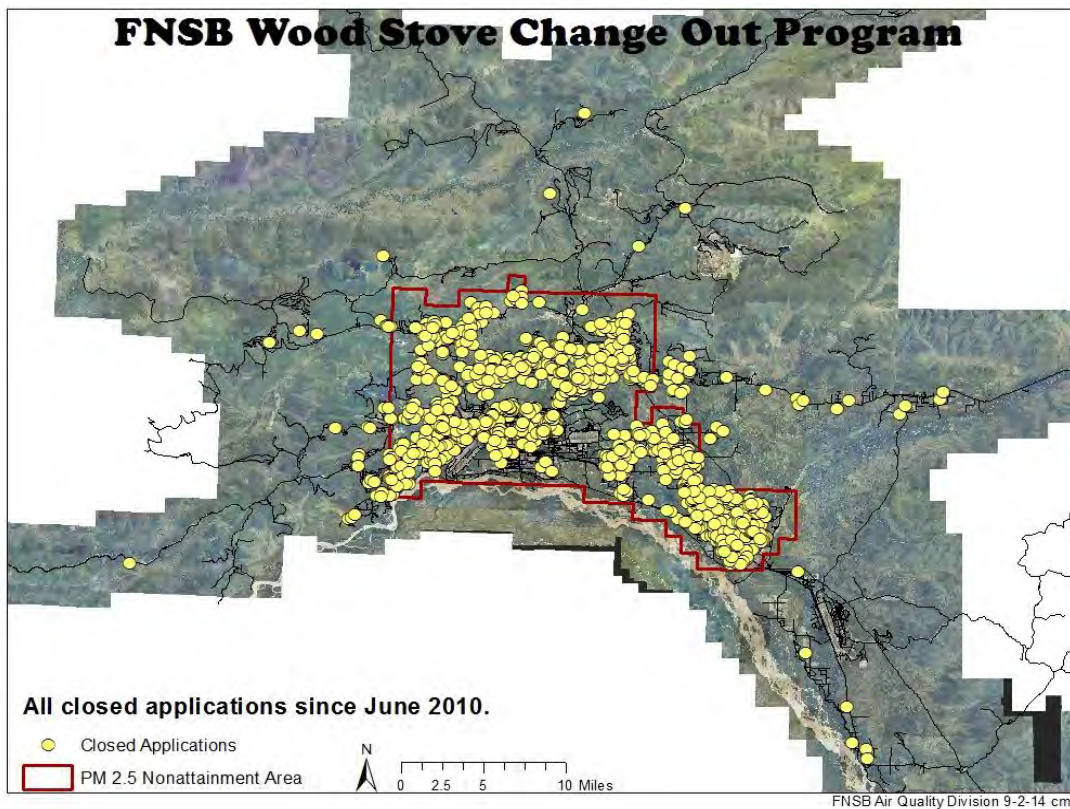 FNSB Wood Stove Change Out Program
All closed applications since June 2010.
Closed Applications
PM 2.5 Nonattainment Area
N
0 2.5 5 10 Miles
FNSB Air Quality Division 9-2-14 cm